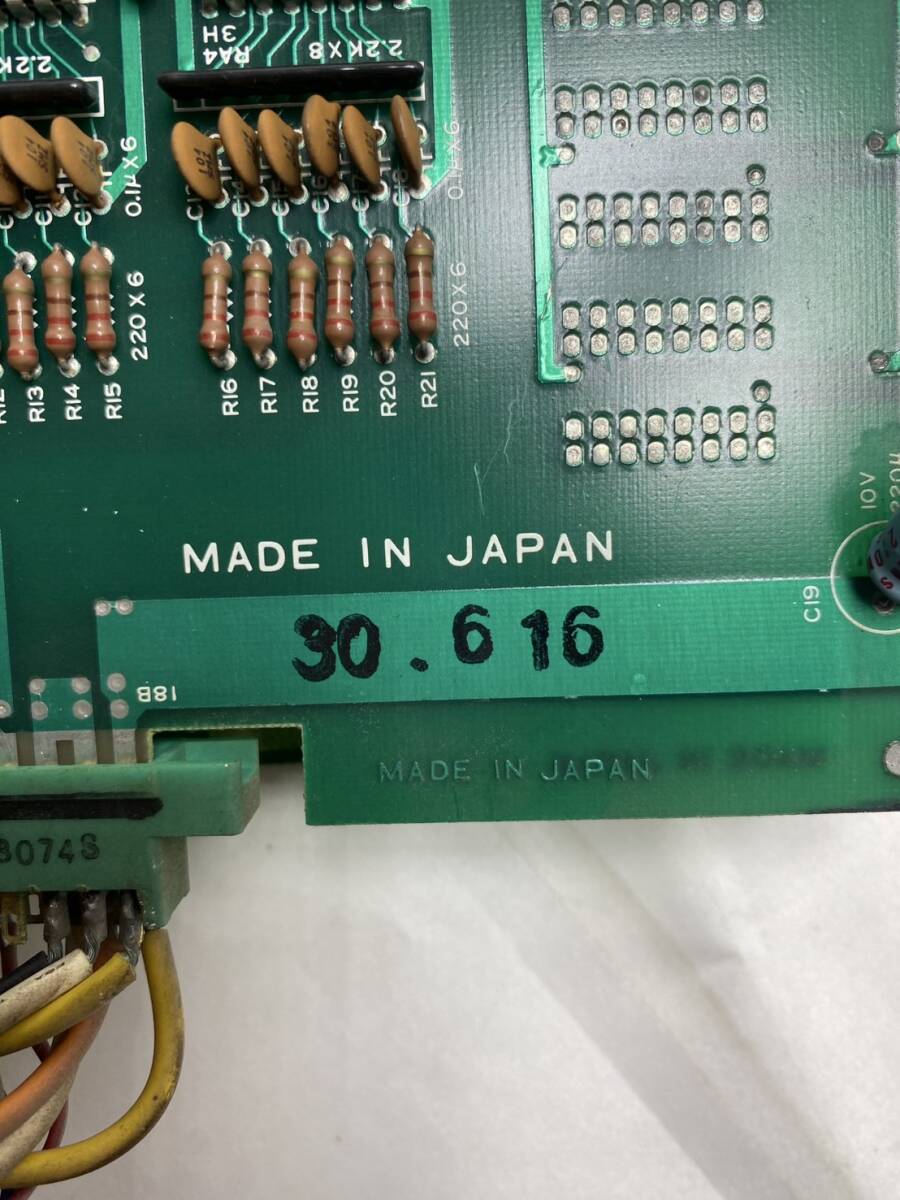 3H
RA4
2.2K X 8
2.2K
0.1μ X 6
0.1μ X 6
220 X 6
220 X 6
R13
R14
R15
R16
R17
R18
R19
R20
R21
10V
C19
MADE IN JAPAN
30.616
18B
MADE IN JAPAN